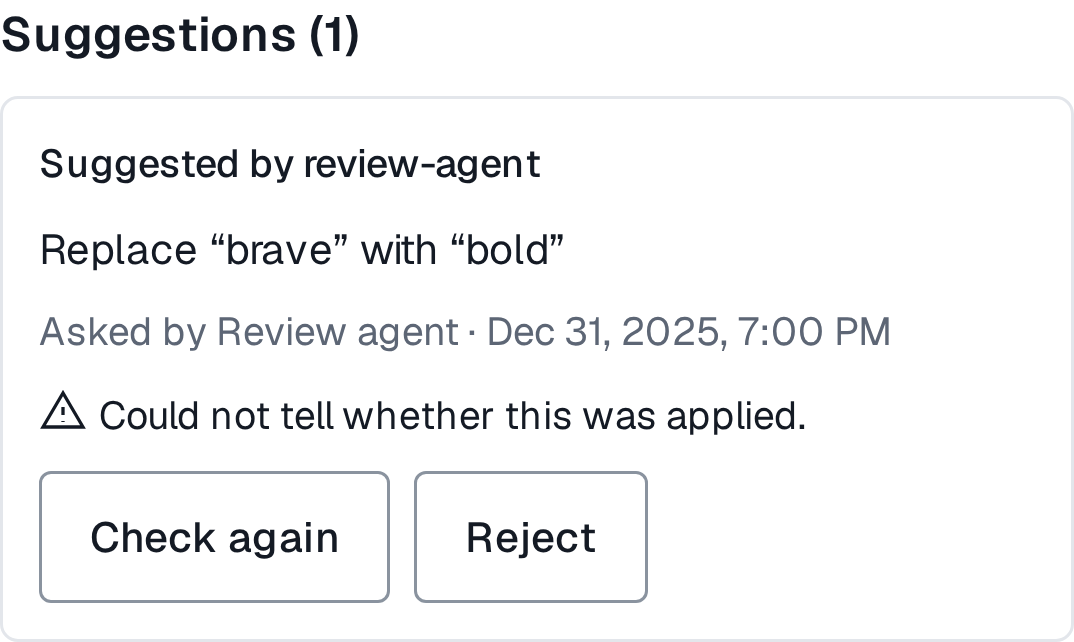 Suggestions (1)
Suggested by review-agent
Replace “brave” with “bold”
Asked by Review agent · Dec 31, 2025, 7:00 PM
Could not tell whether this was applied.
Check again
Reject